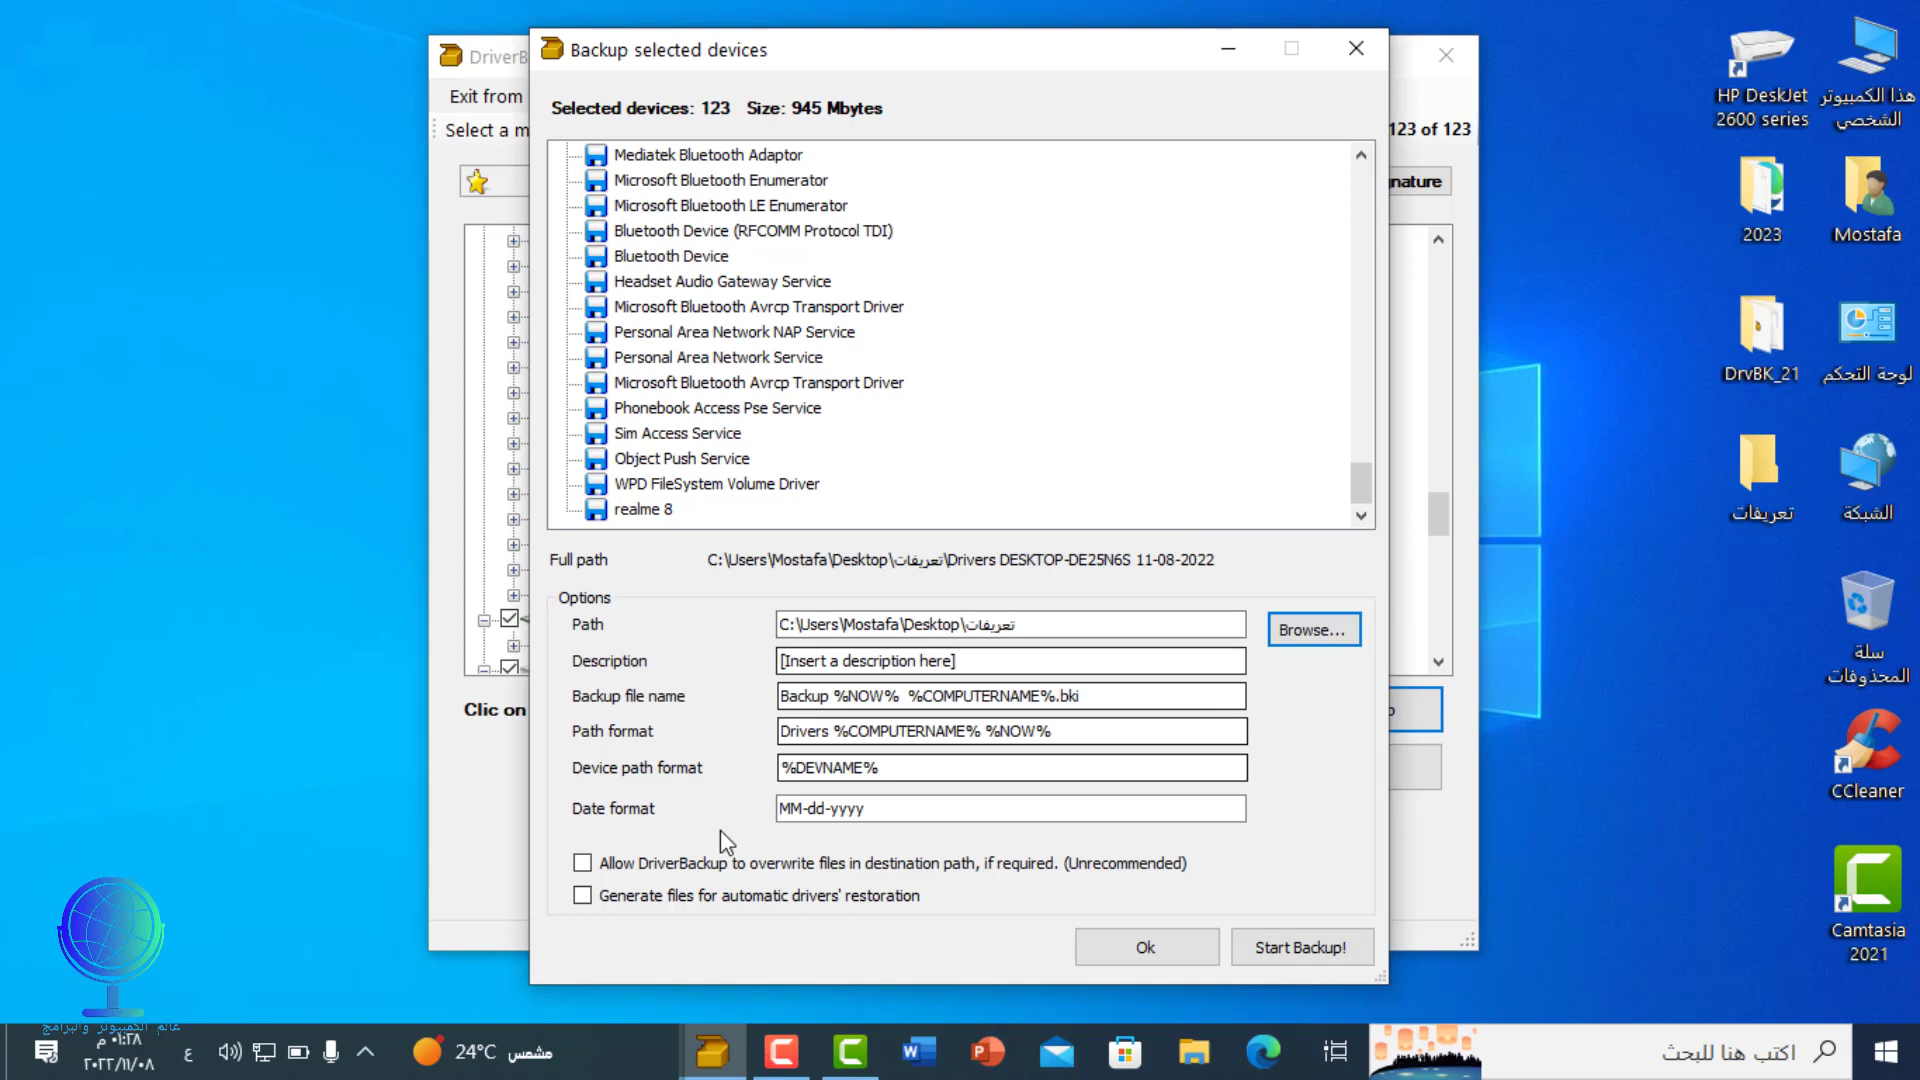 DriverB
Exit from
Select a m
123 of 123
nature
Clic on
Backup selected devices
Selected devices: 123 Size: 945 Mbytes
Mediatek Bluetooth Adaptor
Microsoft Bluetooth Enumerator
Microsoft Bluetooth LE Enumerator
Bluetooth Device (RFCOMM Protocol TDI)
Bluetooth Device
Headset Audio Gateway Service
Microsoft Bluetooth Avrcp Transport Driver
Personal Area Network NAP Service
Personal Area Network Service
Microsoft Bluetooth Avrcp Transport Driver
Phonebook Access Pse Service
Sim Access Service
Object Push Service
WPD FileSystem Volume Driver
realme 8
Full path C:\Users\Mostafa\Desktop\تعريفات\Drivers DESKTOP-DE25N6S 11-08-2022
Options
Path C:\Users\Mostafa\Desktop\تعريفات Browse...
Description [Insert a description here]
Backup file name Backup %NOW% %COMPUTERNAME%.bki
Path format Drivers %COMPUTERNAME% %NOW%
Device path format %DEVNAME%
Date format MM-dd-yyyy
Allow DriverBackup to overwrite files in destination path, if required. (Unrecommended)
Generate files for automatic drivers' restoration
Ok Start Backup!
HP DeskJet
2600 series
هذا الكمبيوتر
الشخصي
2023
Mostafa
DrvBK_21
لوحة التحكم
تعريفات
الشبكة
سلة
المحذوفات
CCleaner
Camtasia
2021
عالم الكمبيوتر والبرامج
٠١:٢٨ م
٢٠٢٢/١١/٠٨
ع
24°C مشمس
اكتب هنا للبحث